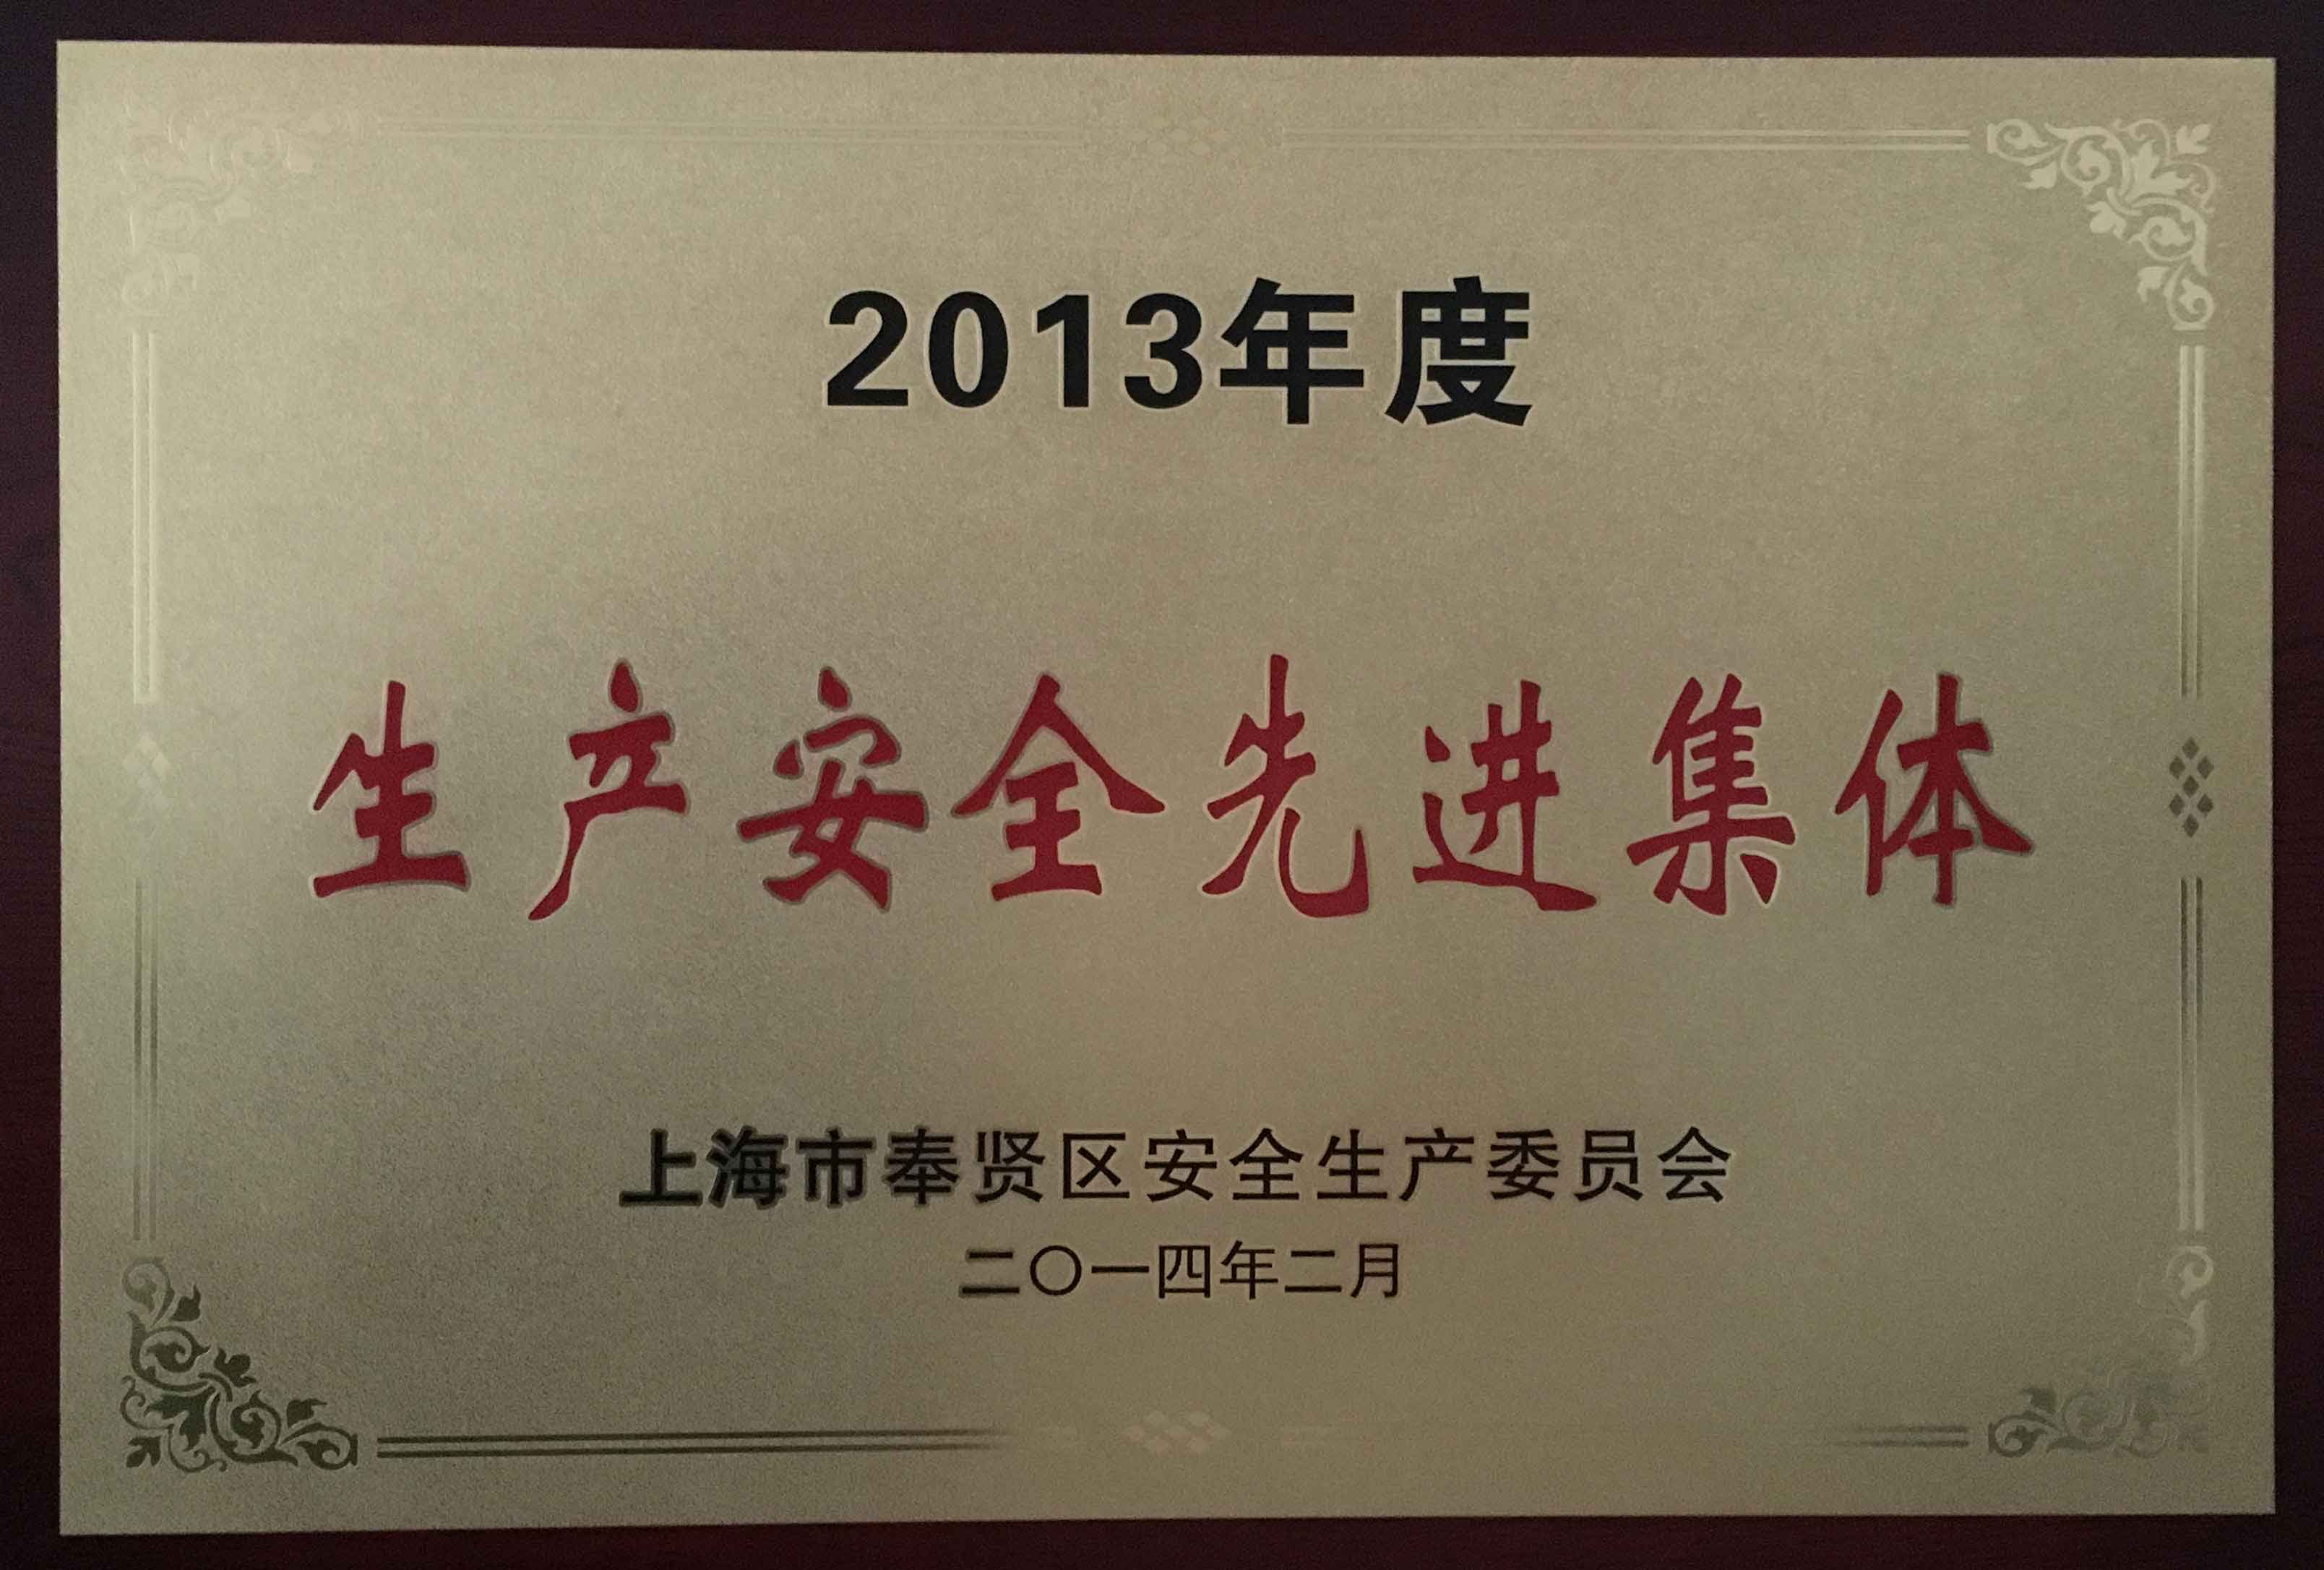 2013年度
生产安全先进集体
上海市奉贤区安全生产委员会
二〇一四年二月